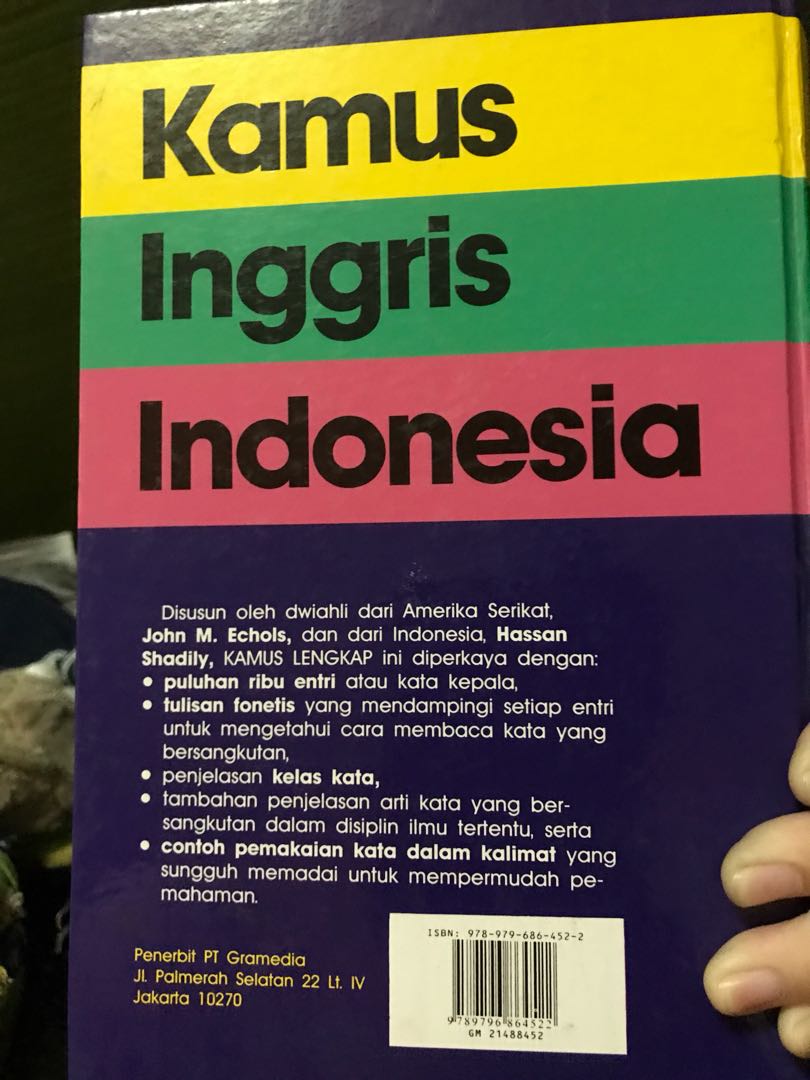 Kamus
Inggris
Indonesia
Disusun oleh dwiahli dari Amerika Serikat,
John M. Echols, dan dari Indonesia, Hassan
Shadily, KAMUS LENGKAP ini diperkaya dengan:
• puluhan ribu entri atau kata kepala,
• tulisan fonetis yang mendampingi setiap entri
untuk mengetahui cara membaca kata yang
bersangkutan,
• penjelasan kelas kata,
• tambahan penjelasan arti kata yang ber-
sangkutan dalam disiplin ilmu tertentu, serta
• contoh pemakaian kata dalam kalimat yang
sungguh memadai untuk mempermudah pe-
mahaman.
Penerbit PT Gramedia
Jl. Palmerah Selatan 22 Lt. IV
Jakarta 10270
ISBN: 978-979-686-452-2
9789796864522
GM 21488452